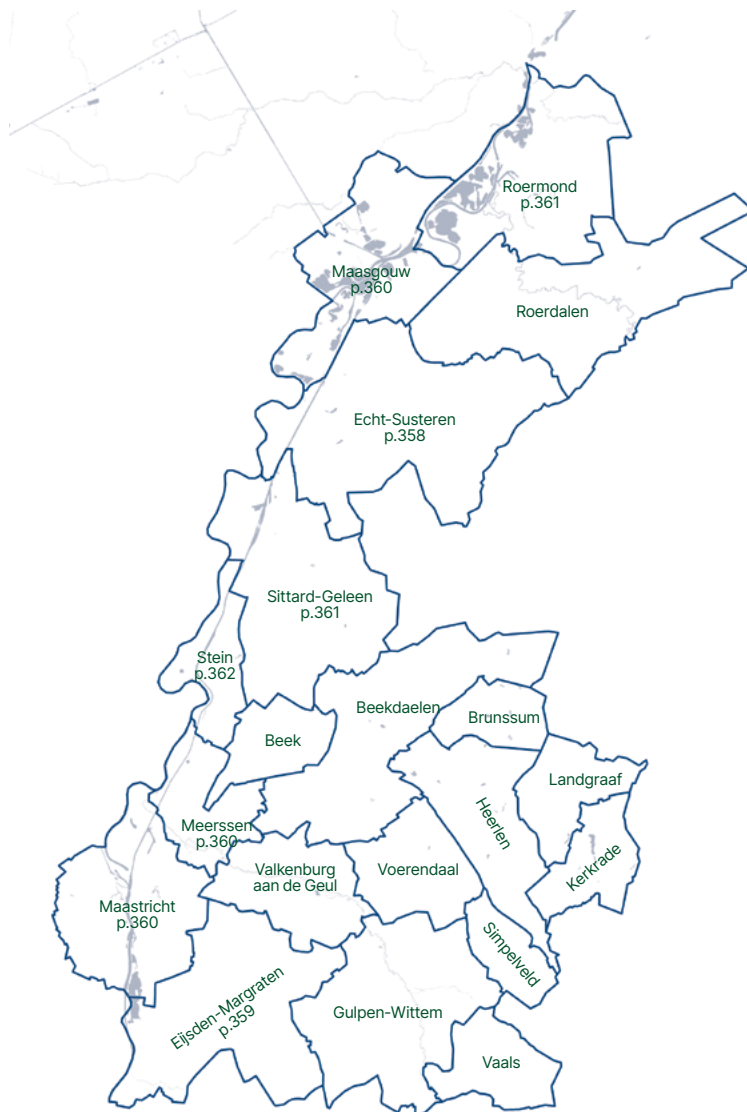 Roermond
p.361
Maasgouw
p.360
Roerdalen
Echt-Susteren
p.358
Sittard-Geleen
p.361
Stein
p.362
Beekdaelen
Brunssum
Beek
Landgraaf
Heerlen
Meerssen
p.360
Valkenburg
aan de Geul
Voerendaal
Kerkrade
Maastricht
p.360
Simpelveld
Eijsden-Margraten
p.359
Gulpen-Wittem
Vaals